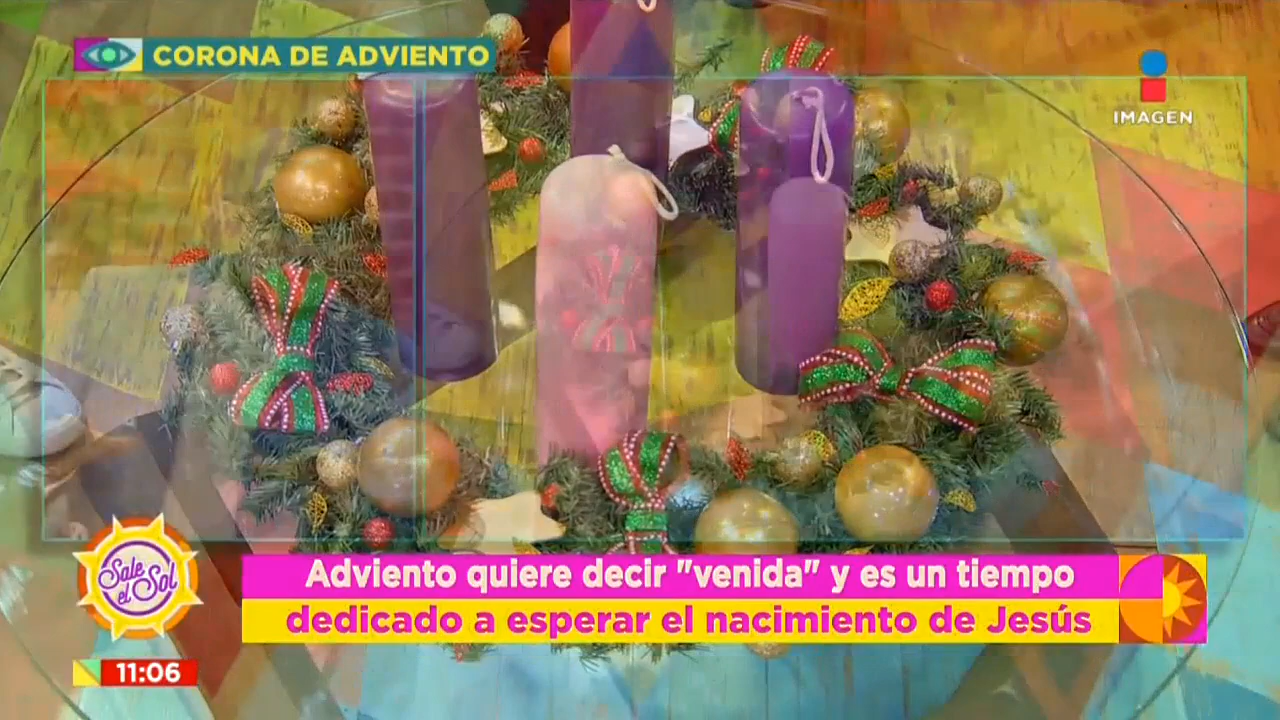 CORONA DE ADVIENTO
IMAGEN
Sale el Sol
Adviento quiere decir "venida" y es un tiempo
dedicado a esperar el nacimiento de Jesús
11:06